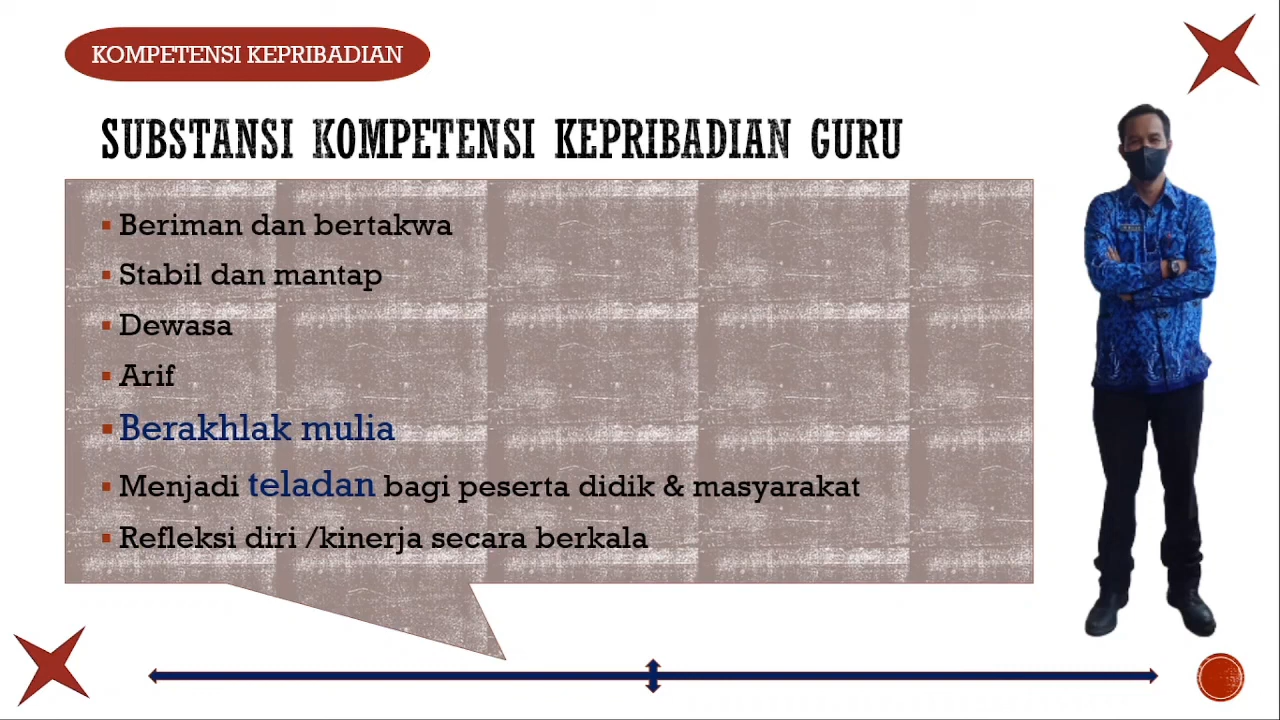 KOMPETENSI KEPRIBADIAN
SUBSTANSI KOMPETENSI KEPRIBADIAN GURU
Beriman dan bertakwa
Stabil dan mantap
Dewasa
Arif
Berakhlak mulia
Menjadi teladan bagi peserta didik & masyarakat
Refleksi diri /kinerja secara berkala